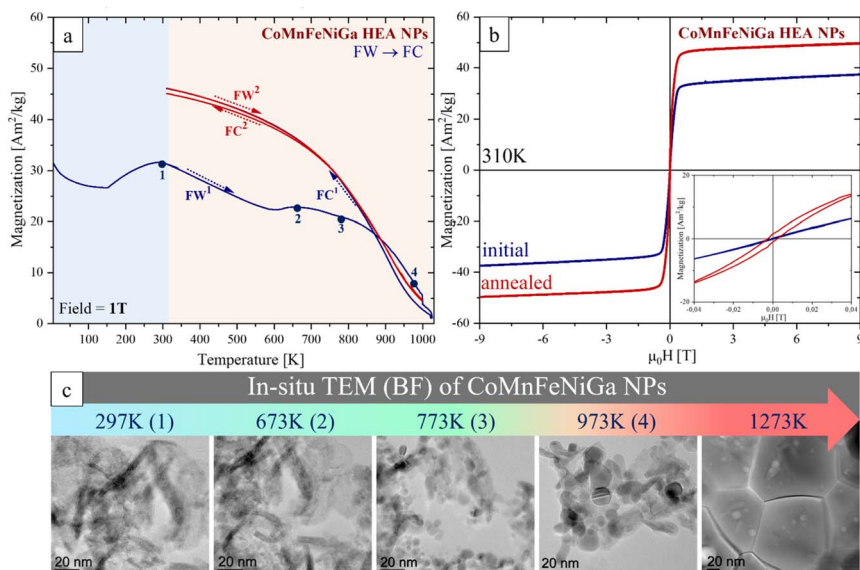 a
CoMnFeNiGa HEA NPs
FW → FC
FW²
FC²
FC¹
FW¹
1
2
3
4
Field = 1T
Magnetization [Am²/kg]
60
50
40
30
20
10
0
0 100 200 300 400 500 600 700 800 900 1000
Temperature [K]
b
CoMnFeNiGa HEA NPs
310K
initial
annealed
Magnetization [Am²/kg]
60
40
20
0
-20
-40
-60
-9 -6 -3 0 3 6 9
μ₀H [T]
Magnetization [Am²/kg]
20
10
0
-10
-20
-0,04 -0,02 0,00 0,02 0,04
μ₀H [T]
c
In-situ TEM (BF) of CoMnFeNiGa NPs
297K (1) 673K (2) 773K (3) 973K (4) 1273K
20 nm 20 nm 20 nm 20 nm 20 nm